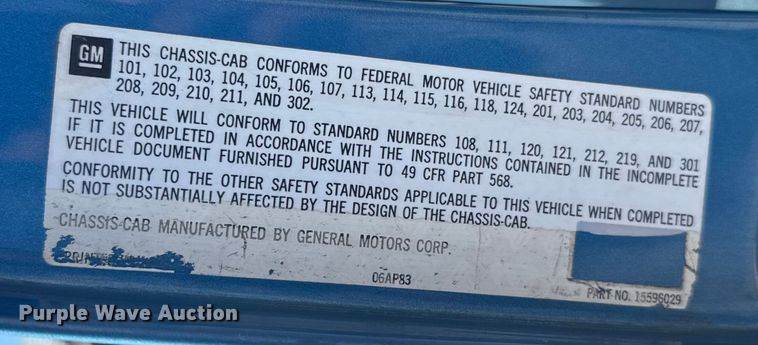 GM
THIS CHASSIS-CAB CONFORMS TO FEDERAL MOTOR VEHICLE SAFETY STANDARD NUMBERS
101, 102, 103, 104, 105, 106, 107, 113, 114, 115, 116, 118, 124, 201, 203, 204, 205, 206, 207,
208, 209, 210, 211, AND 302.
THIS VEHICLE WILL CONFORM TO STANDARD NUMBERS 108, 111, 120, 121, 212, 219, AND 301
IF IT IS COMPLETED IN ACCORDANCE WITH THE INSTRUCTIONS CONTAINED IN THE INCOMPLETE
VEHICLE DOCUMENT FURNISHED PURSUANT TO 49 CFR PART 568.
CONFORMITY TO THE OTHER SAFETY STANDARDS APPLICABLE TO THIS VEHICLE WHEN COMPLETED
IS NOT SUBSTANTIALLY AFFECTED BY THE DESIGN OF THE CHASSIS-CAB.
CHASSIS-CAB MANUFACTURED BY GENERAL MOTORS CORP.
06AP83
PART NO. 15596029
Purple Wave Auction